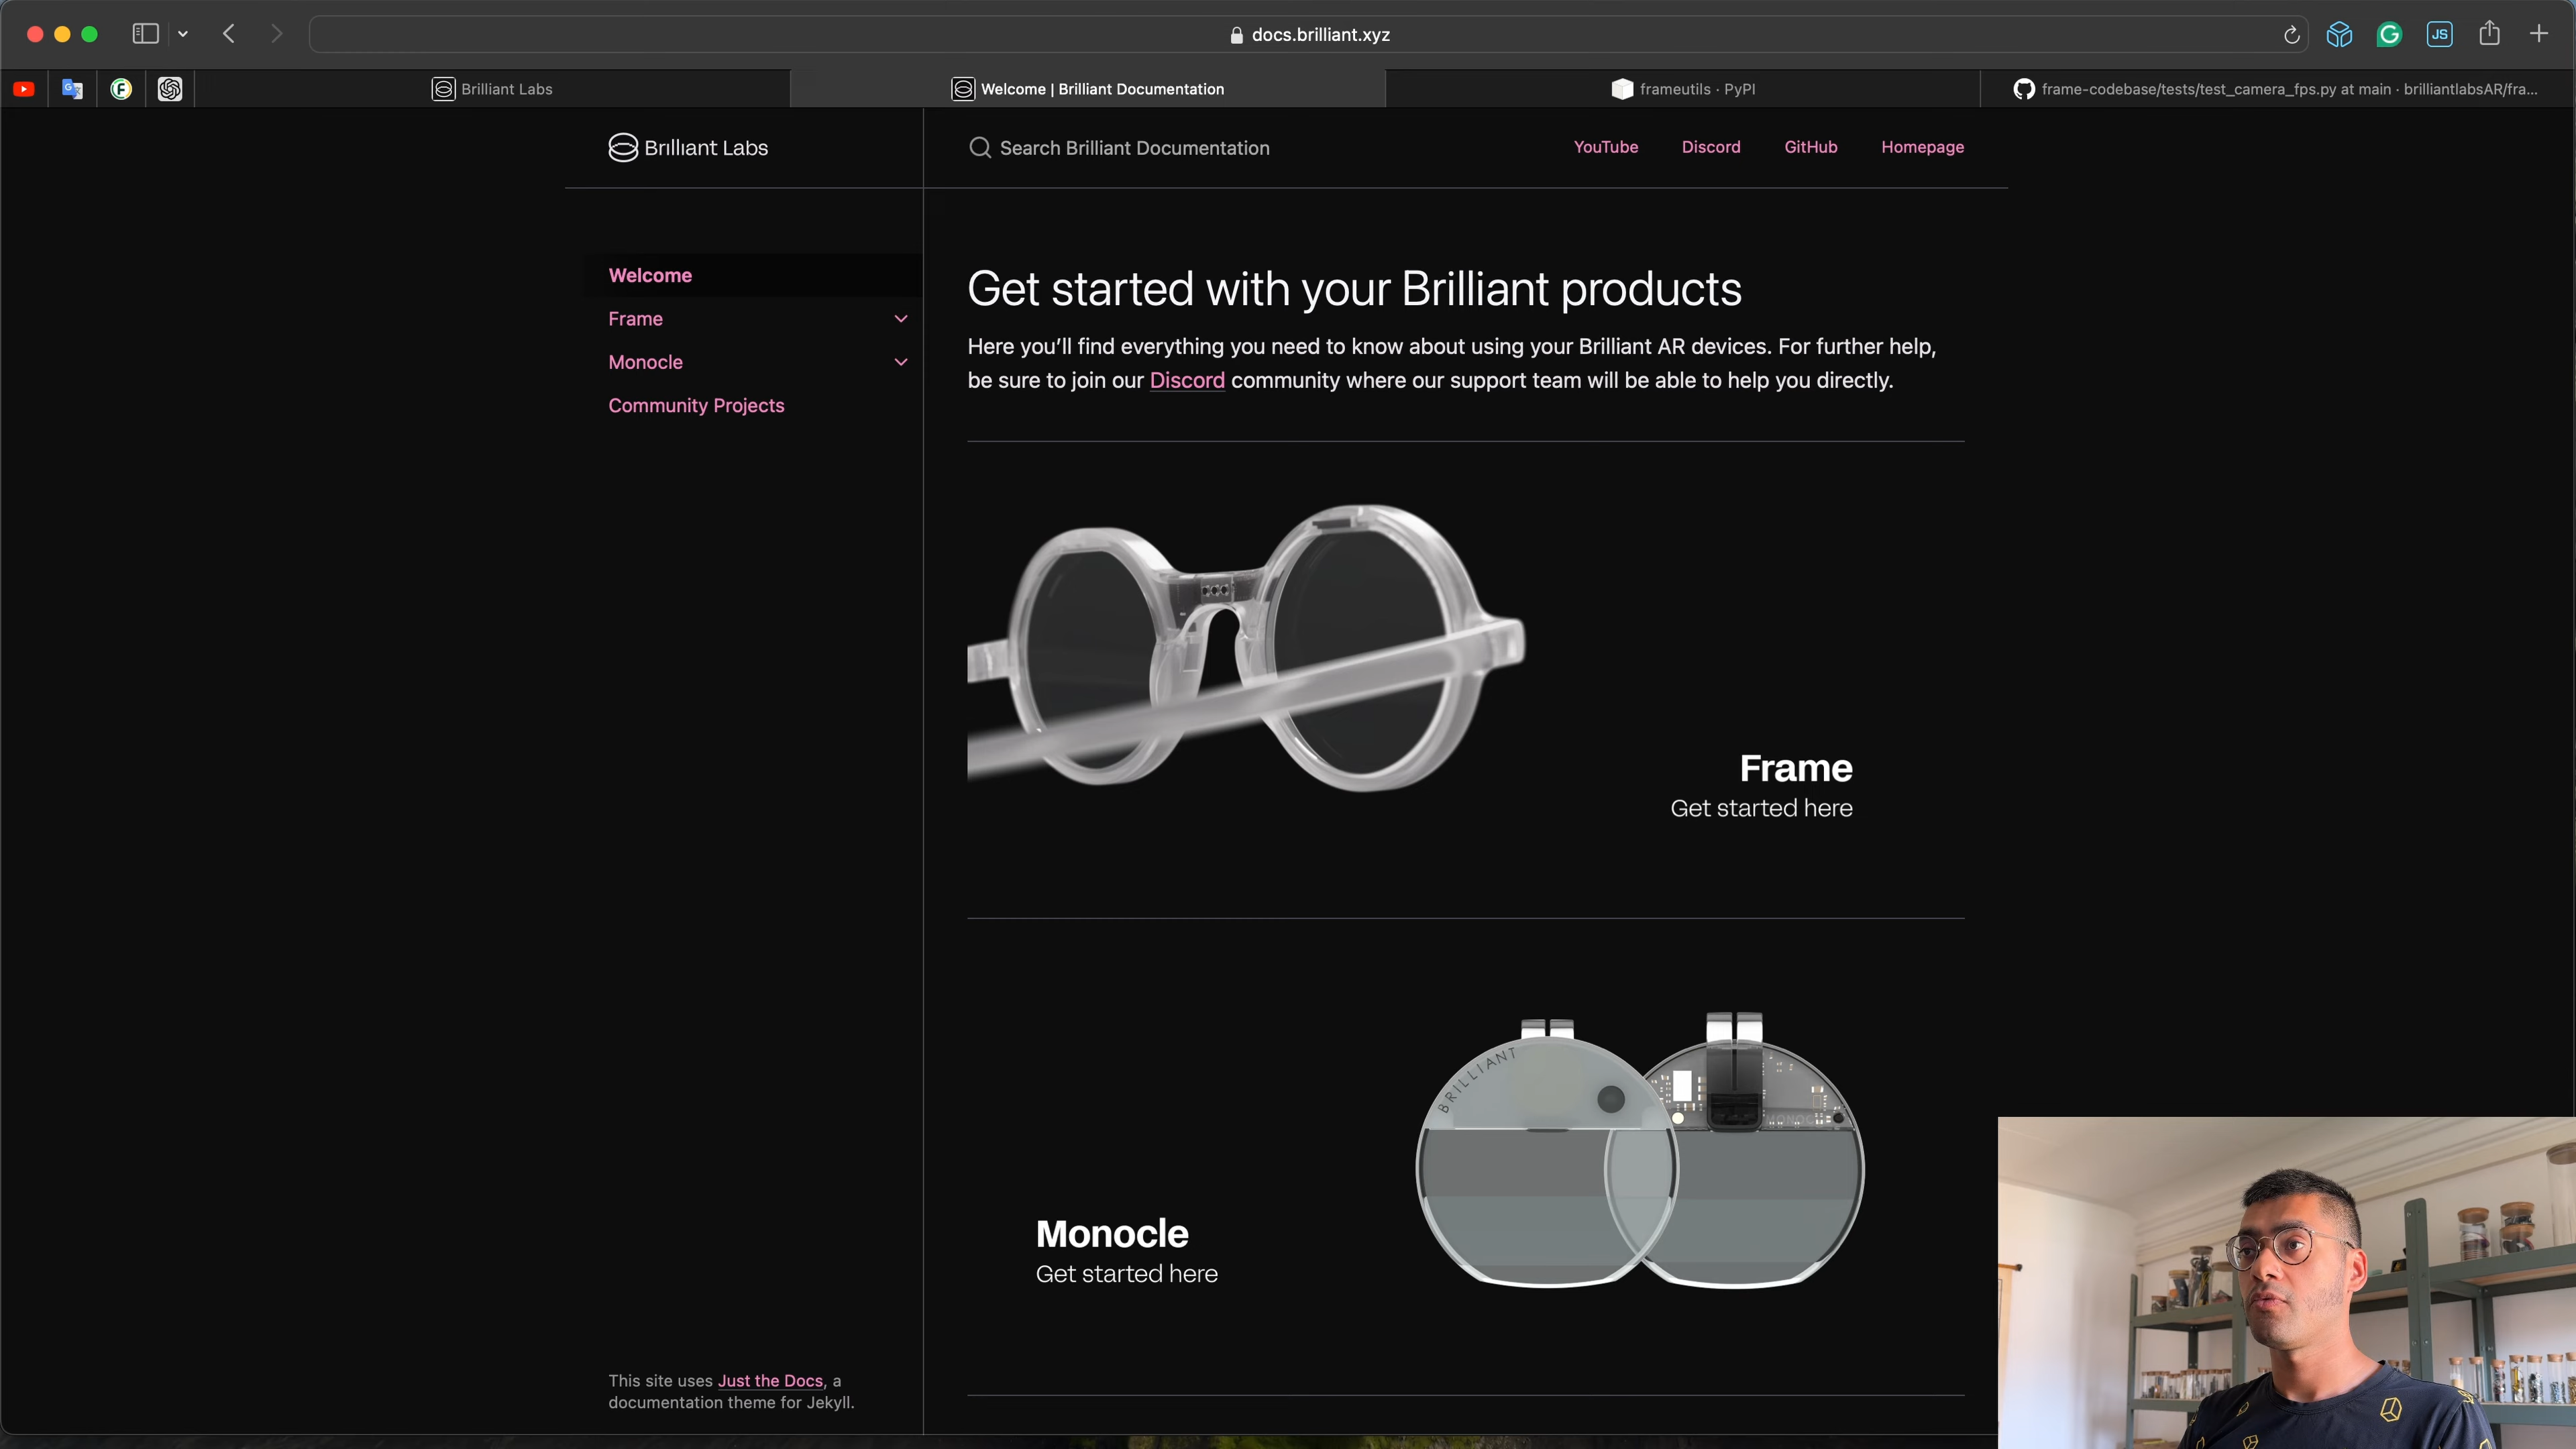 docs.brilliant.xyz
JS
Brilliant Labs
Welcome | Brilliant Documentation
frameutils · PyPI
frame-codebase/tests/test_camera_fps.py at main · brilliantlabsAR/fra...
Brilliant Labs
Search Brilliant Documentation
YouTube
Discord
GitHub
Homepage
Welcome
Frame
Monocle
Community Projects
Get started with your Brilliant products
Here you’ll find everything you need to know about using your Brilliant AR devices. For further help,
be sure to join our Discord community where our support team will be able to help you directly.
Frame
Get started here
BRILLIANT
Monocle
Get started here
This site uses Just the Docs, a
documentation theme for Jekyll.